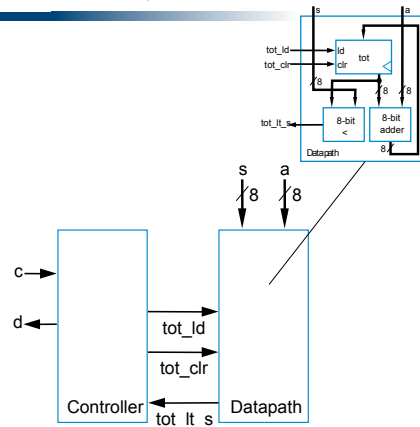 s a
tot_ld
ld
tot
tot_clr
clr
8 8 8
tot_lt_s
8-bit
<
8-bit
adder
8
Datapath
s a
8 8
c
d
tot_ld
tot_clr
Controller Datapath
tot_lt_s